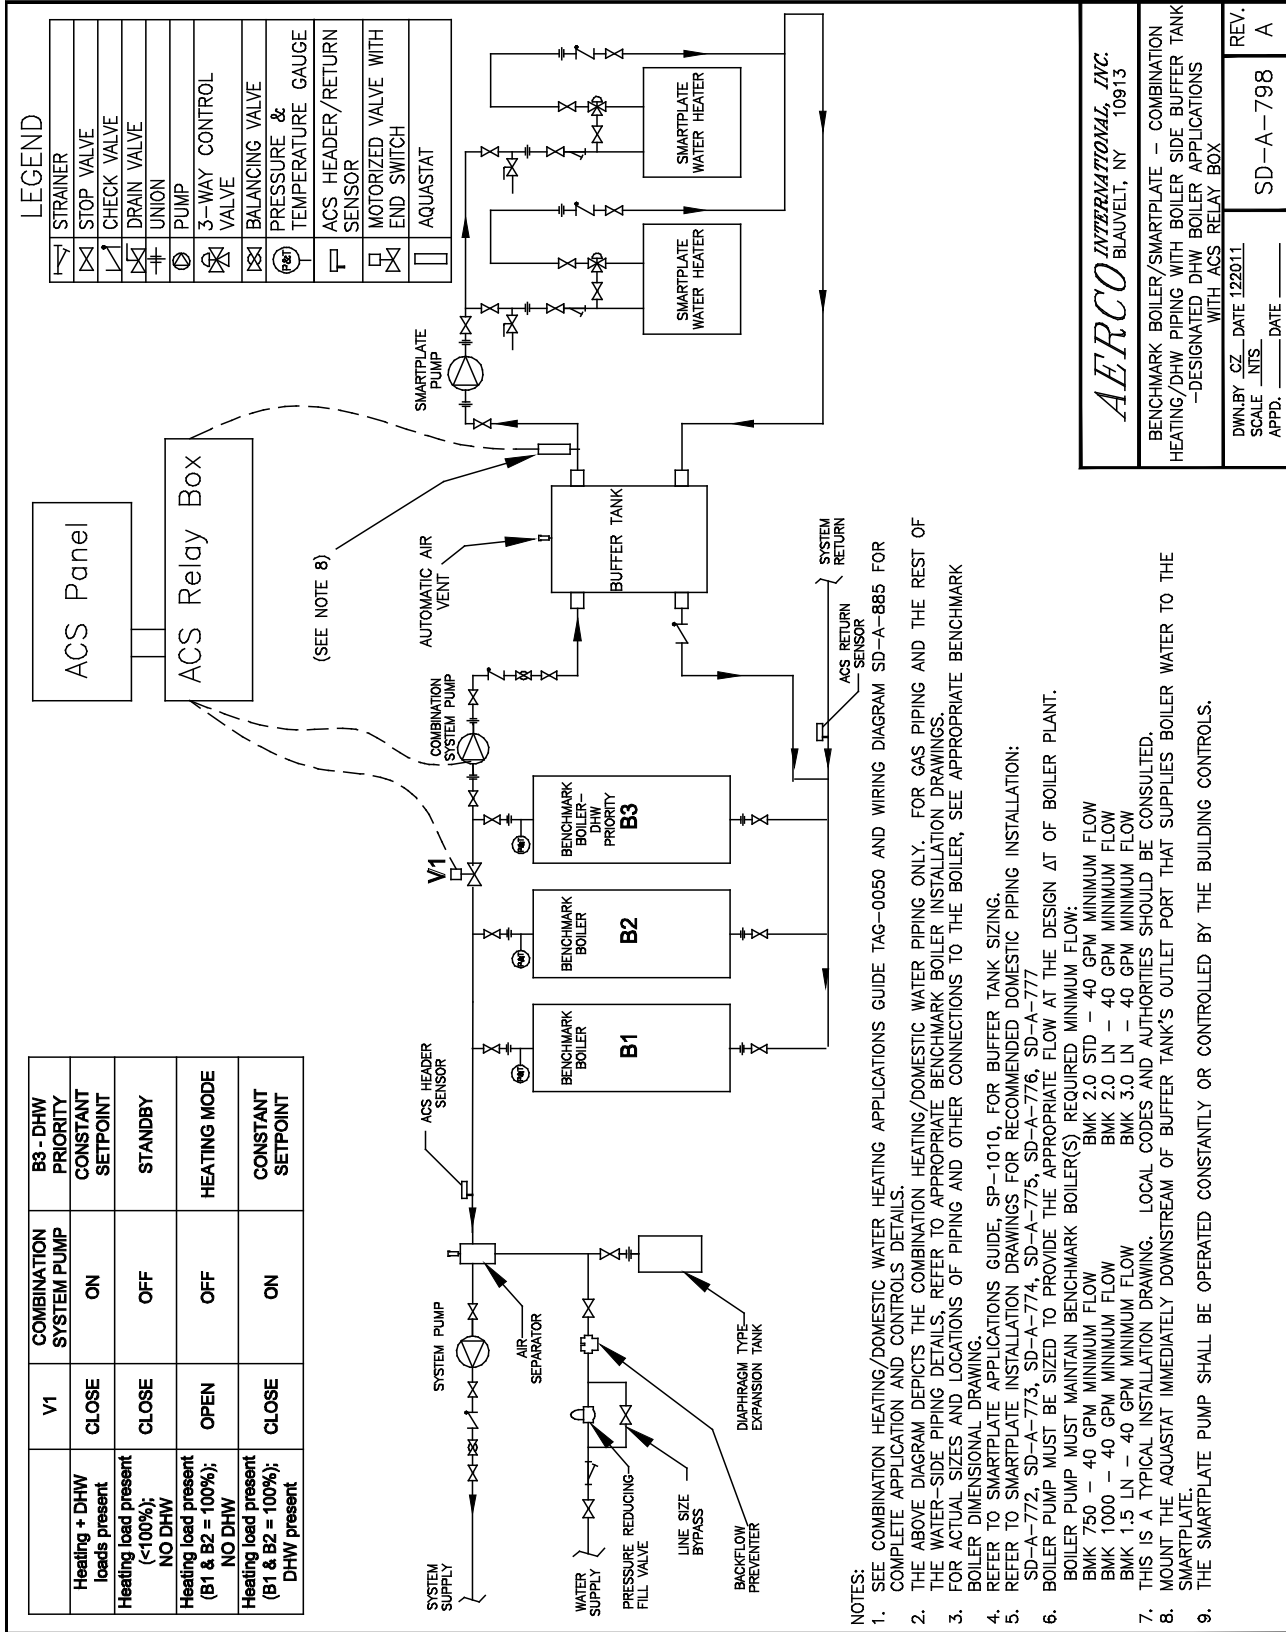 V1
COMBINATION SYSTEM PUMP
B3 - DHW PRIORITY
Heating + DHW loads present
CLOSE
ON
CONSTANT SETPOINT
Heating load present (<100%); NO DHW
CLOSE
OFF
STANDBY
Heating load present (B1 & B2 = 100%); NO DHW
OPEN
OFF
HEATING MODE
Heating load present (B1 & B2 = 100%); DHW present
CLOSE
ON
CONSTANT SETPOINT
ACS Panel
ACS Relay Box
LEGEND
STRAINER
STOP VALVE
CHECK VALVE
DRAIN VALVE
UNION
PUMP
3-WAY CONTROL
VALVE
BALANCING VALVE
P&T
PRESSURE &
TEMPERATURE GAUGE
ACS HEADER/RETURN
SENSOR
MOTORIZED VALVE WITH
END SWITCH
AQUASTAT
(SEE NOTE 8)
SYSTEM
SUPPLY
SYSTEM PUMP
AIR
SEPARATOR
ACS HEADER
SENSOR
V1
COMBINATION
SYSTEM PUMP
AUTOMATIC AIR
VENT
SMARTPLATE
PUMP
WATER
SUPPLY
PRESSURE REDUCING
FILL VALVE
LINE SIZE
BYPASS
BACKFLOW
PREVENTER
DIAPHRAGM TYPE
EXPANSION TANK
P&T
BENCHMARK
BOILER
B1
P&T
BENCHMARK
BOILER
B2
P&T
BENCHMARK
BOILER-
DHW
PRIORITY
B3
BUFFER TANK
SMARTPLATE
WATER HEATER
SMARTPLATE
WATER HEATER
ACS RETURN
SENSOR
SYSTEM
RETURN
NOTES:
1. SEE COMBINATION HEATING/DOMESTIC WATER HEATING APPLICATIONS GUIDE TAG-0050 AND WIRING DIAGRAM SD-A-885 FOR
COMPLETE APPLICATION AND CONTROLS DETAILS.
2. THE ABOVE DIAGRAM DEPICTS THE COMBINATION HEATING/DOMESTIC WATER PIPING ONLY. FOR GAS PIPING AND THE REST OF
THE WATER-SIDE PIPING DETAILS, REFER TO APPROPRIATE BENCHMARK BOILER INSTALLATION DRAWINGS.
3. FOR ACTUAL SIZES AND LOCATIONS OF PIPING AND OTHER CONNECTIONS TO THE BOILER, SEE APPROPRIATE BENCHMARK
BOILER DIMENSIONAL DRAWING.
4. REFER TO SMARTPLATE APPLICATIONS GUIDE, SP-1010, FOR BUFFER TANK SIZING.
5. REFER TO SMARTPLATE INSTALLATION DRAWINGS FOR RECOMMENDED DOMESTIC PIPING INSTALLATION:
SD-A-772, SD-A-773, SD-A-774, SD-A-775, SD-A-776, SD-A-777
6. BOILER PUMP MUST BE SIZED TO PROVIDE THE APPROPRIATE FLOW AT THE DESIGN ΔT OF BOILER PLANT.
BOILER PUMP MUST MAINTAIN BENCHMARK BOILER(S) REQUIRED MINIMUM FLOW:
BMK 750 - 40 GPM MINIMUM FLOW BMK 2.0 STD - 40 GPM MINIMUM FLOW
BMK 1000 - 40 GPM MINIMUM FLOW BMK 2.0 LN - 40 GPM MINIMUM FLOW
BMK 1.5 LN - 40 GPM MINIMUM FLOW BMK 3.0 LN - 40 GPM MINIMUM FLOW
7. THIS IS A TYPICAL INSTALLATION DRAWING. LOCAL CODES AND AUTHORITIES SHOULD BE CONSULTED.
8. MOUNT THE AQUASTAT IMMEDIATELY DOWNSTREAM OF BUFFER TANK'S OUTLET PORT THAT SUPPLIES BOILER WATER TO THE
SMARTPLATE.
9. THE SMARTPLATE PUMP SHALL BE OPERATED CONSTANTLY OR CONTROLLED BY THE BUILDING CONTROLS.
AERCO INTERNATIONAL, INC.
BLAUVELT, NY 10913
BENCHMARK BOILER/SMARTPLATE - COMBINATION
HEATING/DHW PIPING WITH BOILER SIDE BUFFER TANK
-DESIGNATED DHW BOILER APPLICATIONS
WITH ACS RELAY BOX
DWN.BY CZ DATE 122011
SCALE NTS
APPD. DATE
SD-A-798
REV.
A